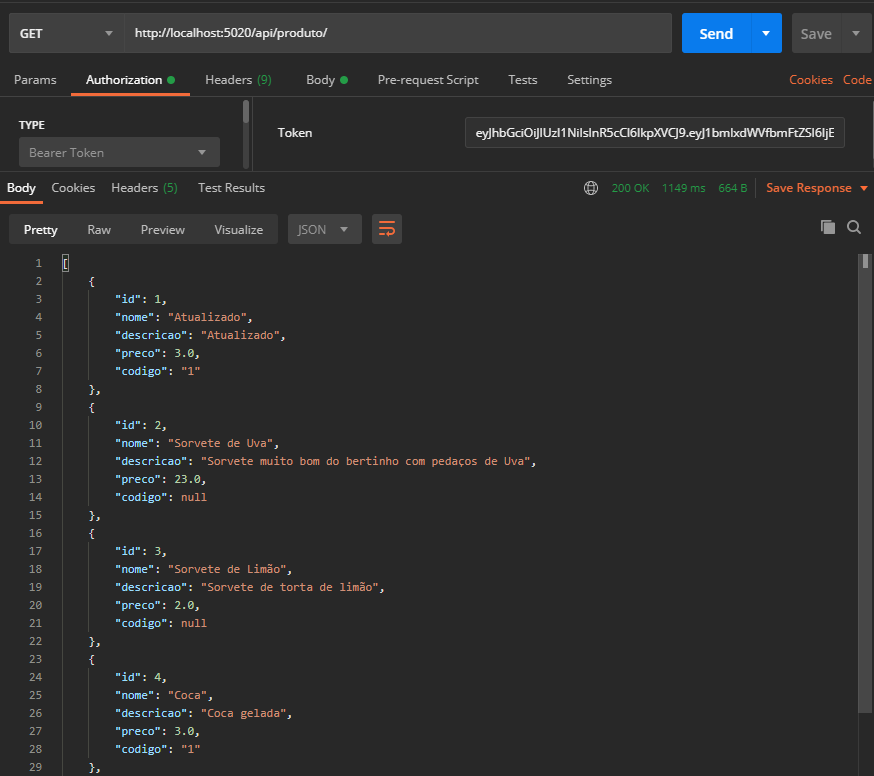 GET http://localhost:5020/api/produto/ Send Save
Params Authorization Headers (9) Body Pre-request Script Tests Settings Cookies Code
TYPE
Bearer Token
Token eyJhbGciOiJIUzI1NiIsInR5cCI6IkpXVCJ9.eyJ1bmlxdWVfbmFtZSI6IjE
Body Cookies Headers (5) Test Results 200 OK 1149 ms 664 B Save Response
Pretty Raw Preview Visualize JSON
1 [
2 {
3 "id": 1,
4 "nome": "Atualizado",
5 "descricao": "Atualizado",
6 "preco": 3.0,
7 "codigo": "1"
8 },
9 {
10 "id": 2,
11 "nome": "Sorvete de Uva",
12 "descricao": "Sorvete muito bom do bertinho com pedaços de Uva",
13 "preco": 23.0,
14 "codigo": null
15 },
16 {
17 "id": 3,
18 "nome": "Sorvete de Limão",
19 "descricao": "Sorvete de torta de limão",
20 "preco": 2.0,
21 "codigo": null
22 },
23 {
24 "id": 4,
25 "nome": "Coca",
26 "descricao": "Coca gelada",
27 "preco": 3.0,
28 "codigo": "1"
29 },